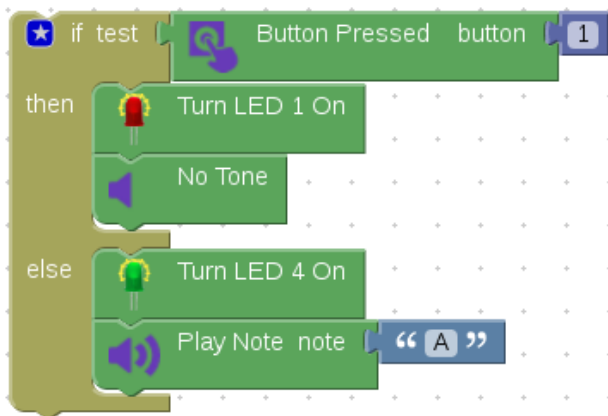 if test Button Pressed button 1
then Turn LED 1 On
No Tone
else Turn LED 4 On
Play Note note “ A ”